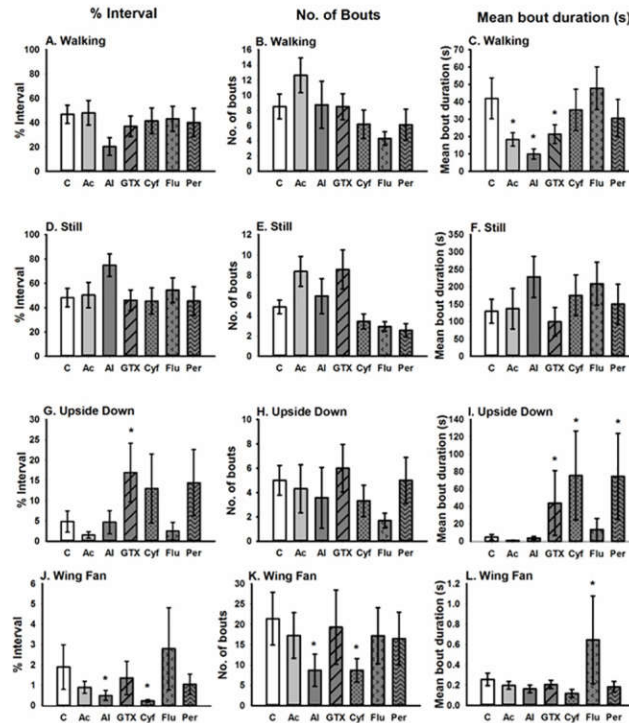 % Interval No. of Bouts Mean bout duration (s)
A. Walking B. Walking C. Walking
% Interval
100
80
60
40
20
0
C Ac Al GTX Cyf Flu Per
No. of bouts
16
14
12
10
8
6
4
2
0
C Ac Al GTX Cyf Flu Per
Mean bout duration (s)
70
60
50
40
30
20
10
0
* * *
C Ac Al GTX Cyf Flu Per
D. Still E. Still F. Still
% Interval
100
80
60
40
20
0
C Ac Al GTX Cyf Flu Per
No. of bouts
12
10
8
6
4
2
0
C Ac Al GTX Cyf Flu Per
Mean bout duration (s)
350
300
250
200
150
100
50
0
C Ac Al GTX Cyf Flu Per
G. Upside Down H. Upside Down I. Upside Down
% Interval
30
25
20
15
10
5
0
*
C Ac Al GTX Cyf Flu Per
No. of bouts
12
10
8
6
4
2
0
C Ac Al GTX Cyf Flu Per
Mean bout duration (s)
140
120
100
80
60
40
20
0
* * *
C Ac Al GTX Cyf Flu Per
J. Wing Fan K. Wing Fan L. Wing Fan
% Interval
6
5
4
3
2
1
0
* *
C Ac Al GTX Cyf Flu Per
No. of bouts
30
25
20
15
10
5
0
* *
C Ac Al GTX Cyf Flu Per
Mean bout duration (s)
1.2
1.0
0.8
0.6
0.4
0.2
0.0
*
C Ac Al GTX Cyf Flu Per